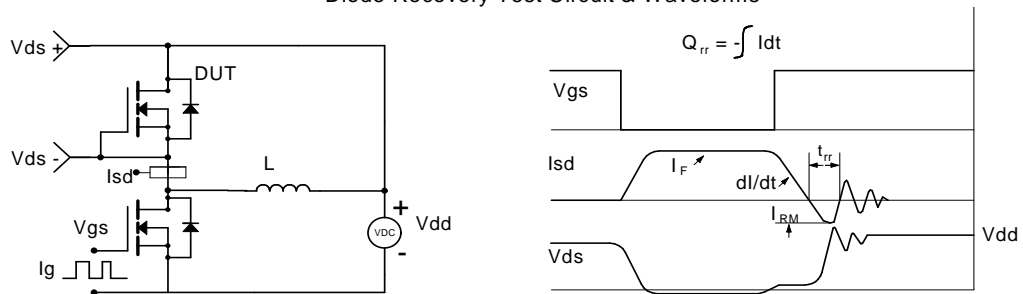 Diode Recovery Test Circuit & Waveforms
Vds +
DUT
Vds -
Isd
L
Vgs
Ig
+
VDC
-
Vdd
Q rr = - ∫ Idt
Vgs
Isd
I F
dI/dt
t rr
I RM
Vdd
Vds